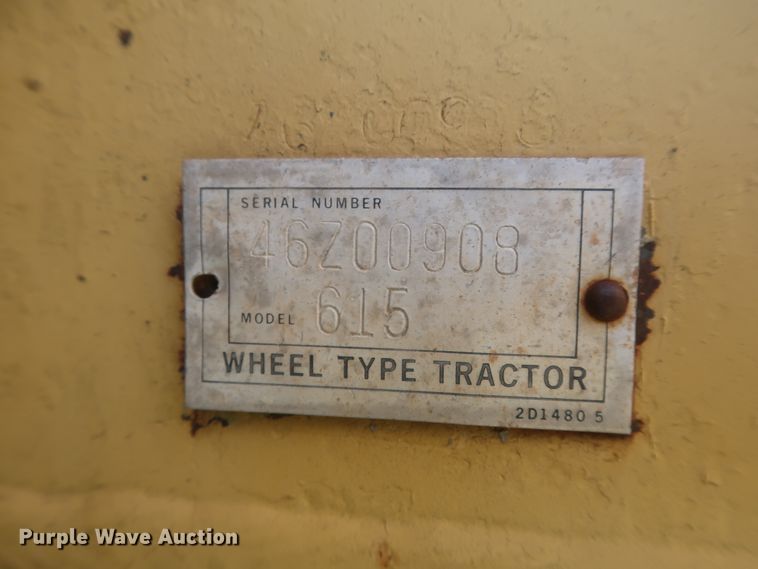 SERIAL NUMBER
46Z00908
MODEL 615
WHEEL TYPE TRACTOR
2D1480 5
Purple Wave Auction